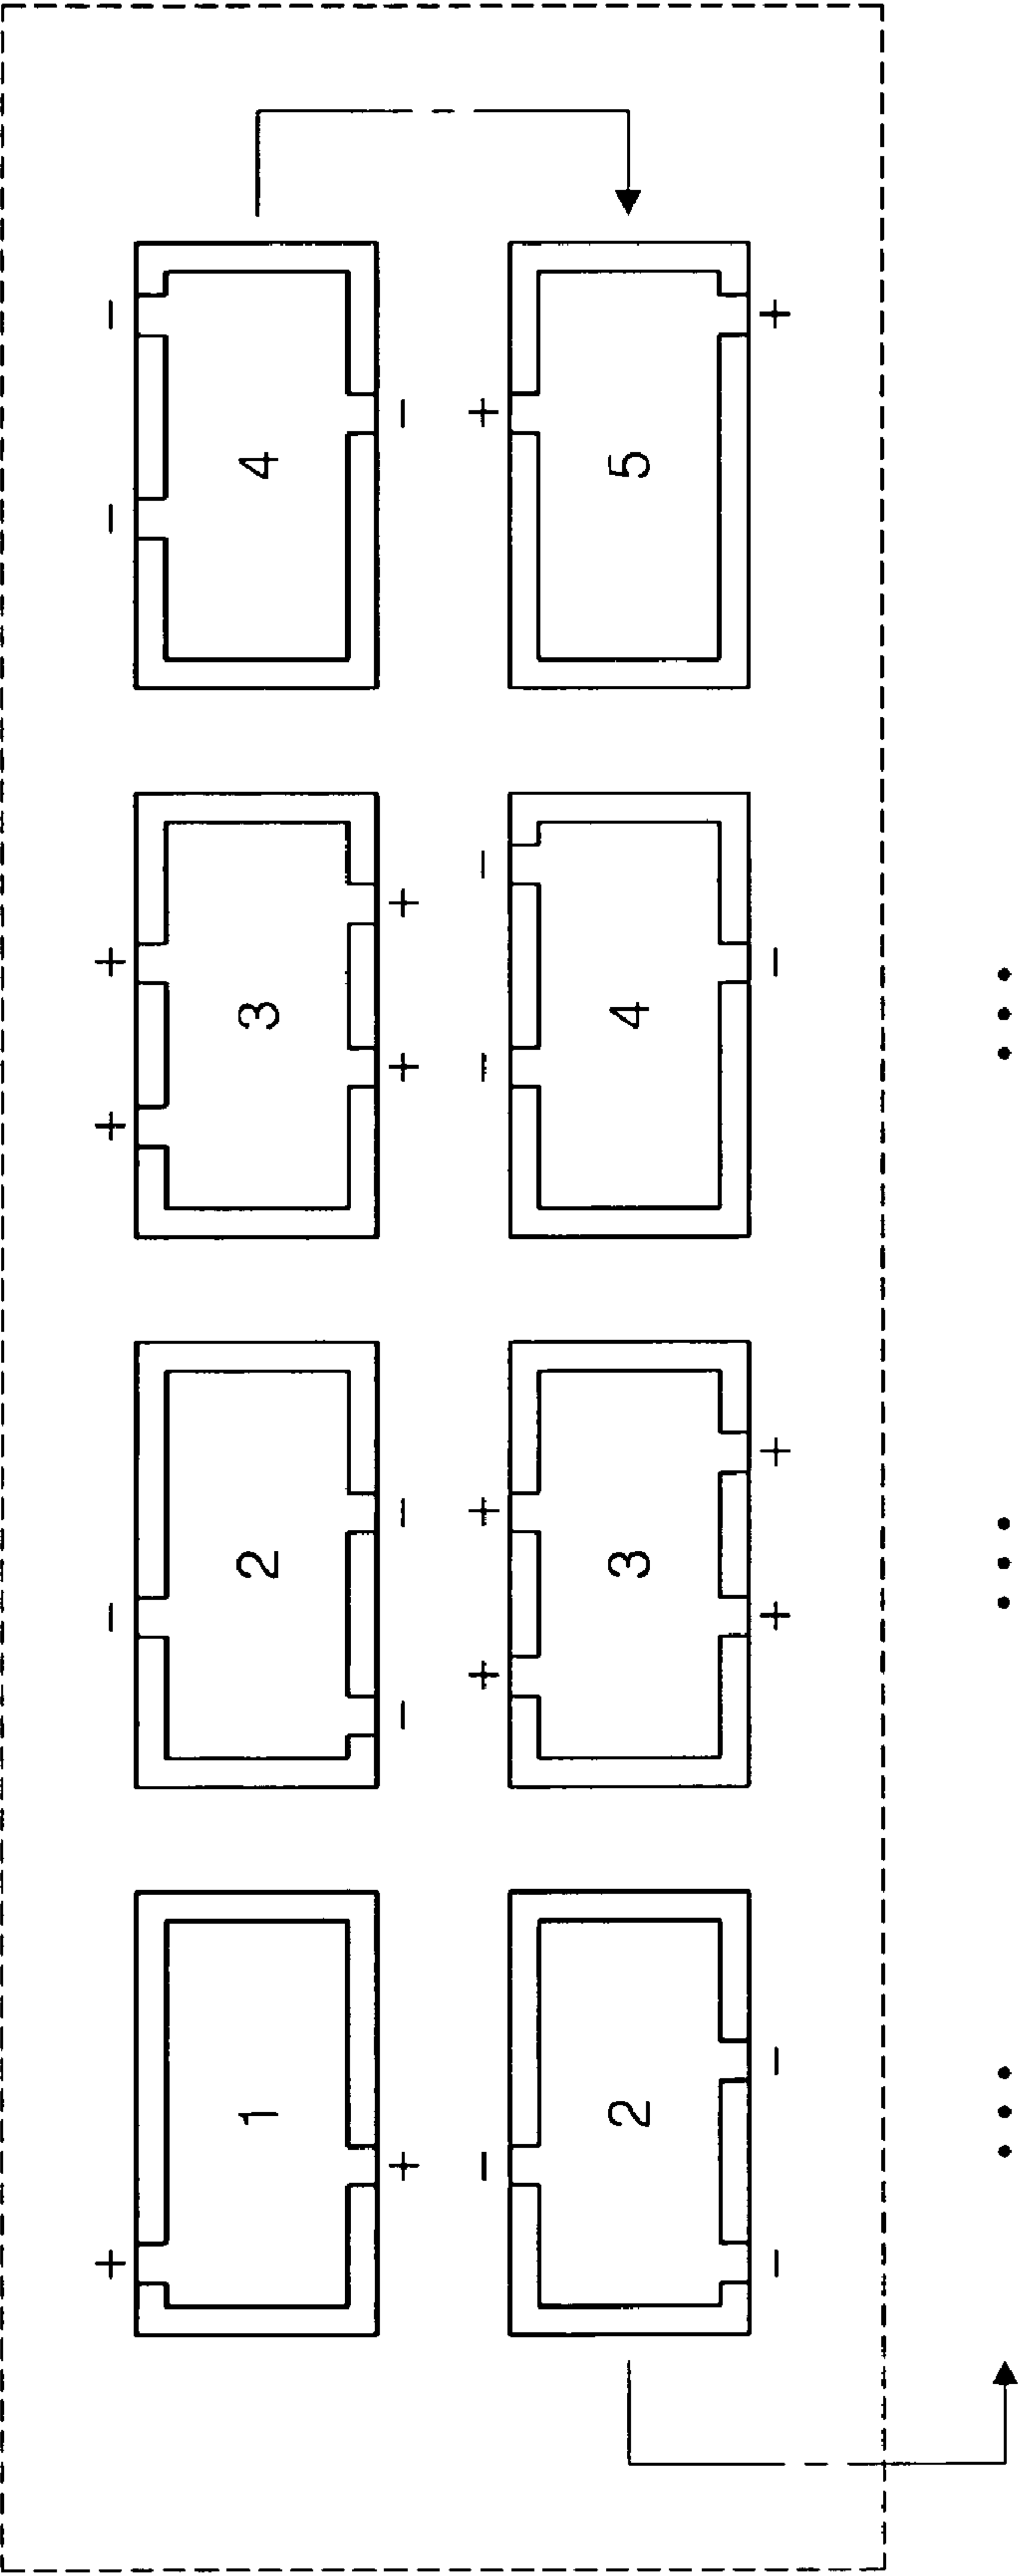 + − + + − −
1 2 3 4
+ − − + + −
− + + − − +
2 3 4 5
− − + + − +
••• ••• •••